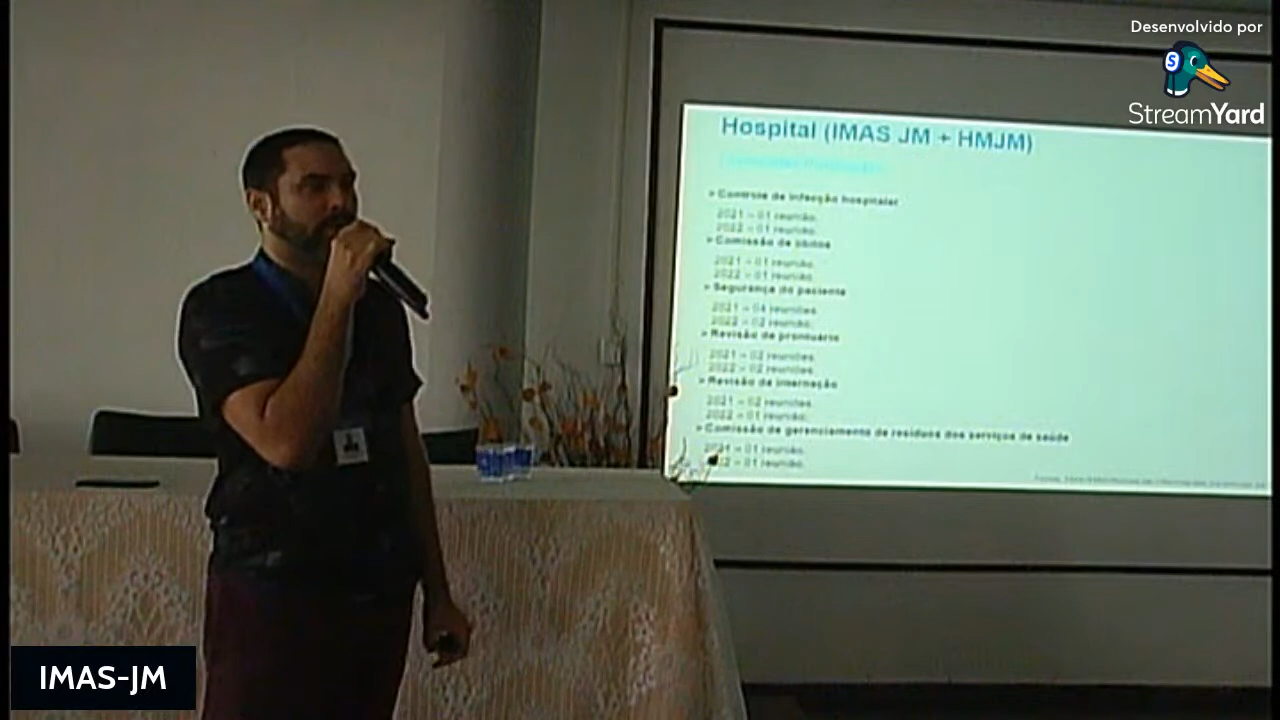 Desenvolvido por
StreamYard
Hospital (IMAS JM + HMJM)
> Controle de infecção hospitalar
2021 – 01 reunião.
2022 – 01 reunião.
> Comissão de óbitos
2021 – 01 reunião.
2022 – 01 reunião.
> Segurança do paciente
2021 – 04 reuniões
2022 – 02 reunião.
> Revisão de prontuário
2021 – 02 reuniões
2022 – 02 reuniões
> Revisão de internação
2021 – 02 reuniões
2022 – 01 reunião.
> Comissão de gerenciamento de resíduos dos serviços de saúde
2021 – 01 reunião.
2022 – 01 reunião.
IMAS-JM